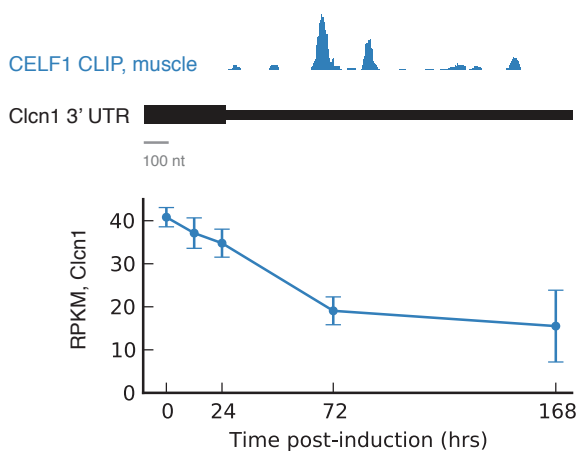 CELF1 CLIP, muscle
Clcn1 3’ UTR
100 nt
RPKM, Clcn1
40
30
20
10
0
0 24 72 168
Time post-induction (hrs)